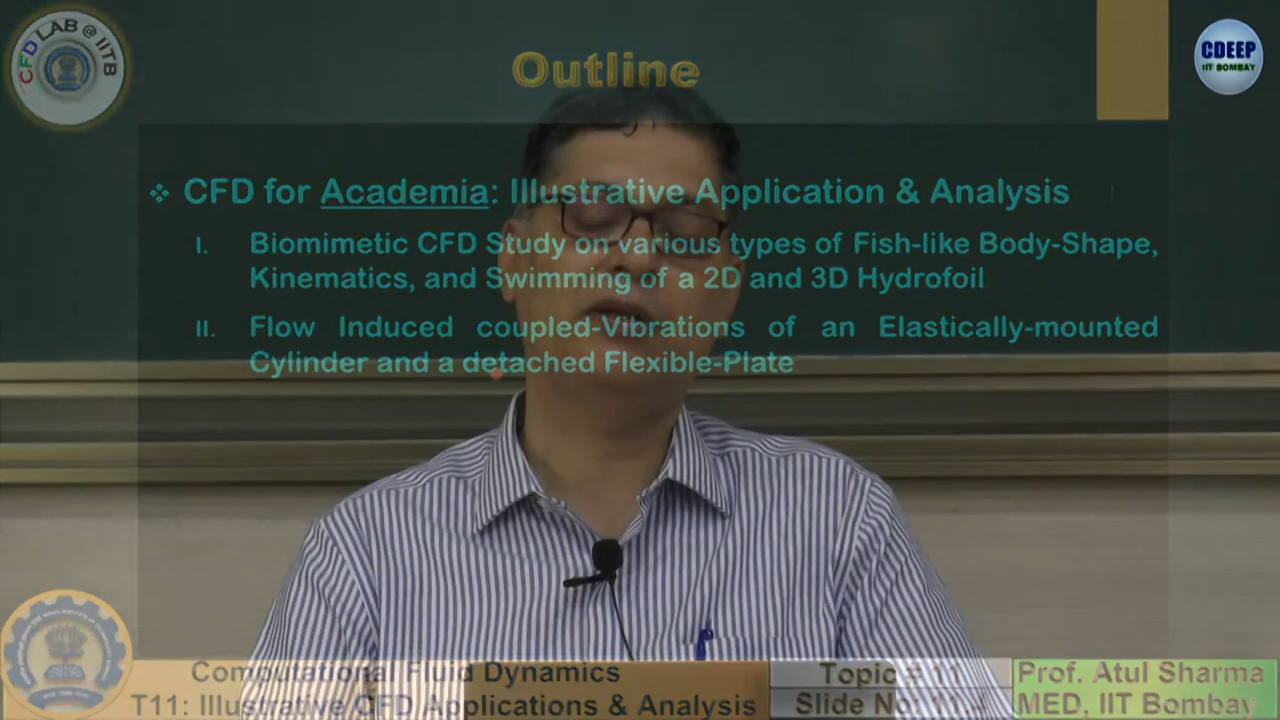 CFD LAB @ IITB
CDEEP
IIT BOMBAY
Outline
CFD for Academia: Illustrative Application & Analysis
I. Biomimetic CFD Study on various types of Fish-like Body-Shape,
Kinematics, and Swimming of a 2D and 3D Hydrofoil
II. Flow Induced coupled-Vibrations of an Elastically-mounted
Cylinder and a detached Flexible-Plate
Computational Fluid Dynamics
T11: Illustrative CFD Applications & Analysis
Topic # 11
Slide No: 11.
Prof. Atul Sharma
MED, IIT Bombay